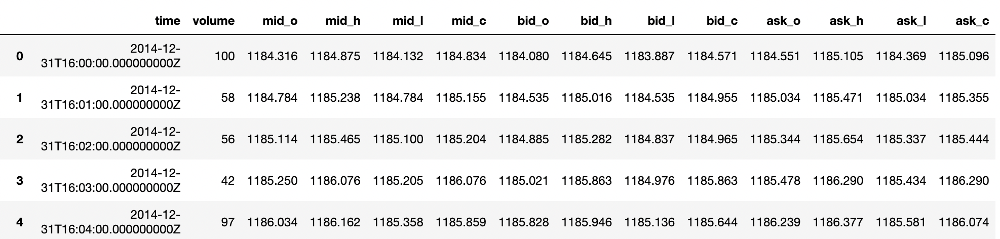 time volume mid_o mid_h mid_l mid_c bid_o bid_h bid_l bid_c ask_o ask_h ask_l ask_c
0 2014-12-31T16:00:00.000000000Z 100 1184.316 1184.875 1184.132 1184.834 1184.080 1184.645 1183.887 1184.571 1184.551 1185.105 1184.369 1185.096
1 2014-12-31T16:01:00.000000000Z 58 1184.784 1185.238 1184.784 1185.155 1184.535 1185.016 1184.535 1184.955 1185.034 1185.471 1185.034 1185.355
2 2014-12-31T16:02:00.000000000Z 56 1185.114 1185.465 1185.100 1185.204 1184.885 1185.282 1184.837 1184.965 1185.344 1185.654 1185.337 1185.444
3 2014-12-31T16:03:00.000000000Z 42 1185.250 1186.076 1185.205 1186.076 1185.021 1185.863 1184.976 1185.863 1185.478 1186.290 1185.434 1186.290
4 2014-12-31T16:04:00.000000000Z 97 1186.034 1186.162 1185.358 1185.859 1185.828 1185.946 1185.136 1185.644 1186.239 1186.377 1185.581 1186.074